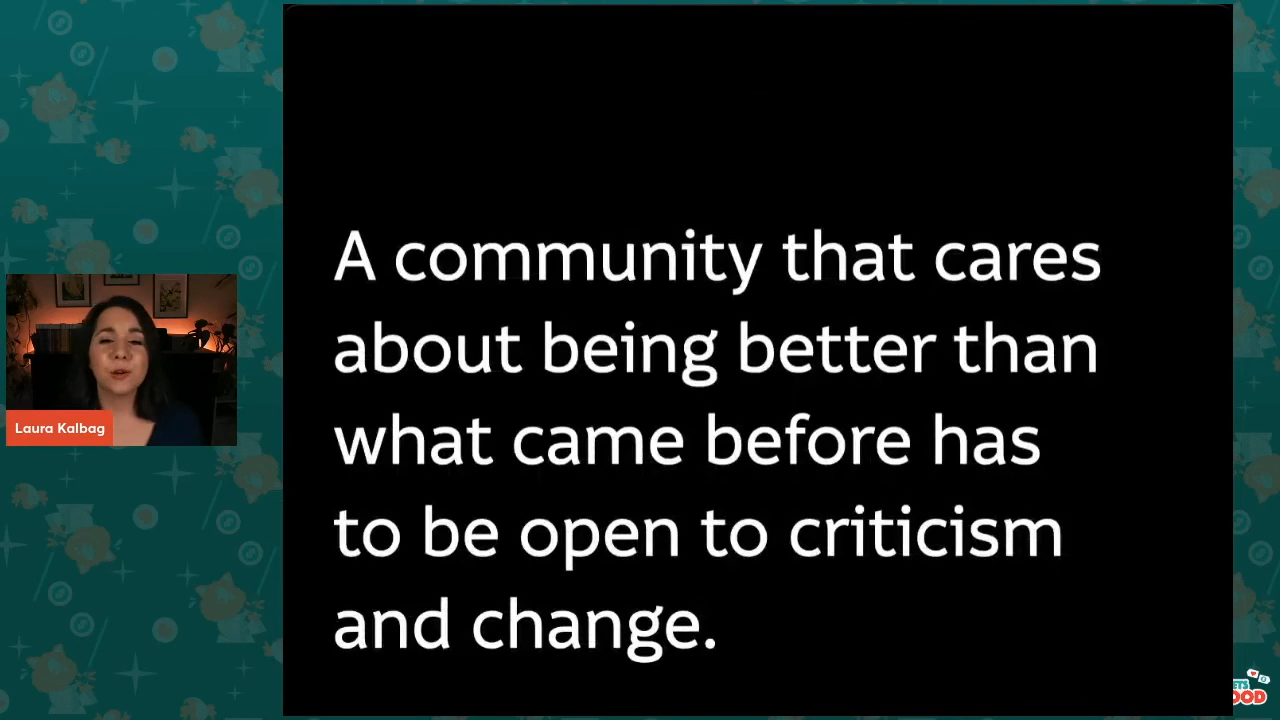 A community that cares
about being better than
what came before has
to be open to criticism
and change.
Laura Kalbag